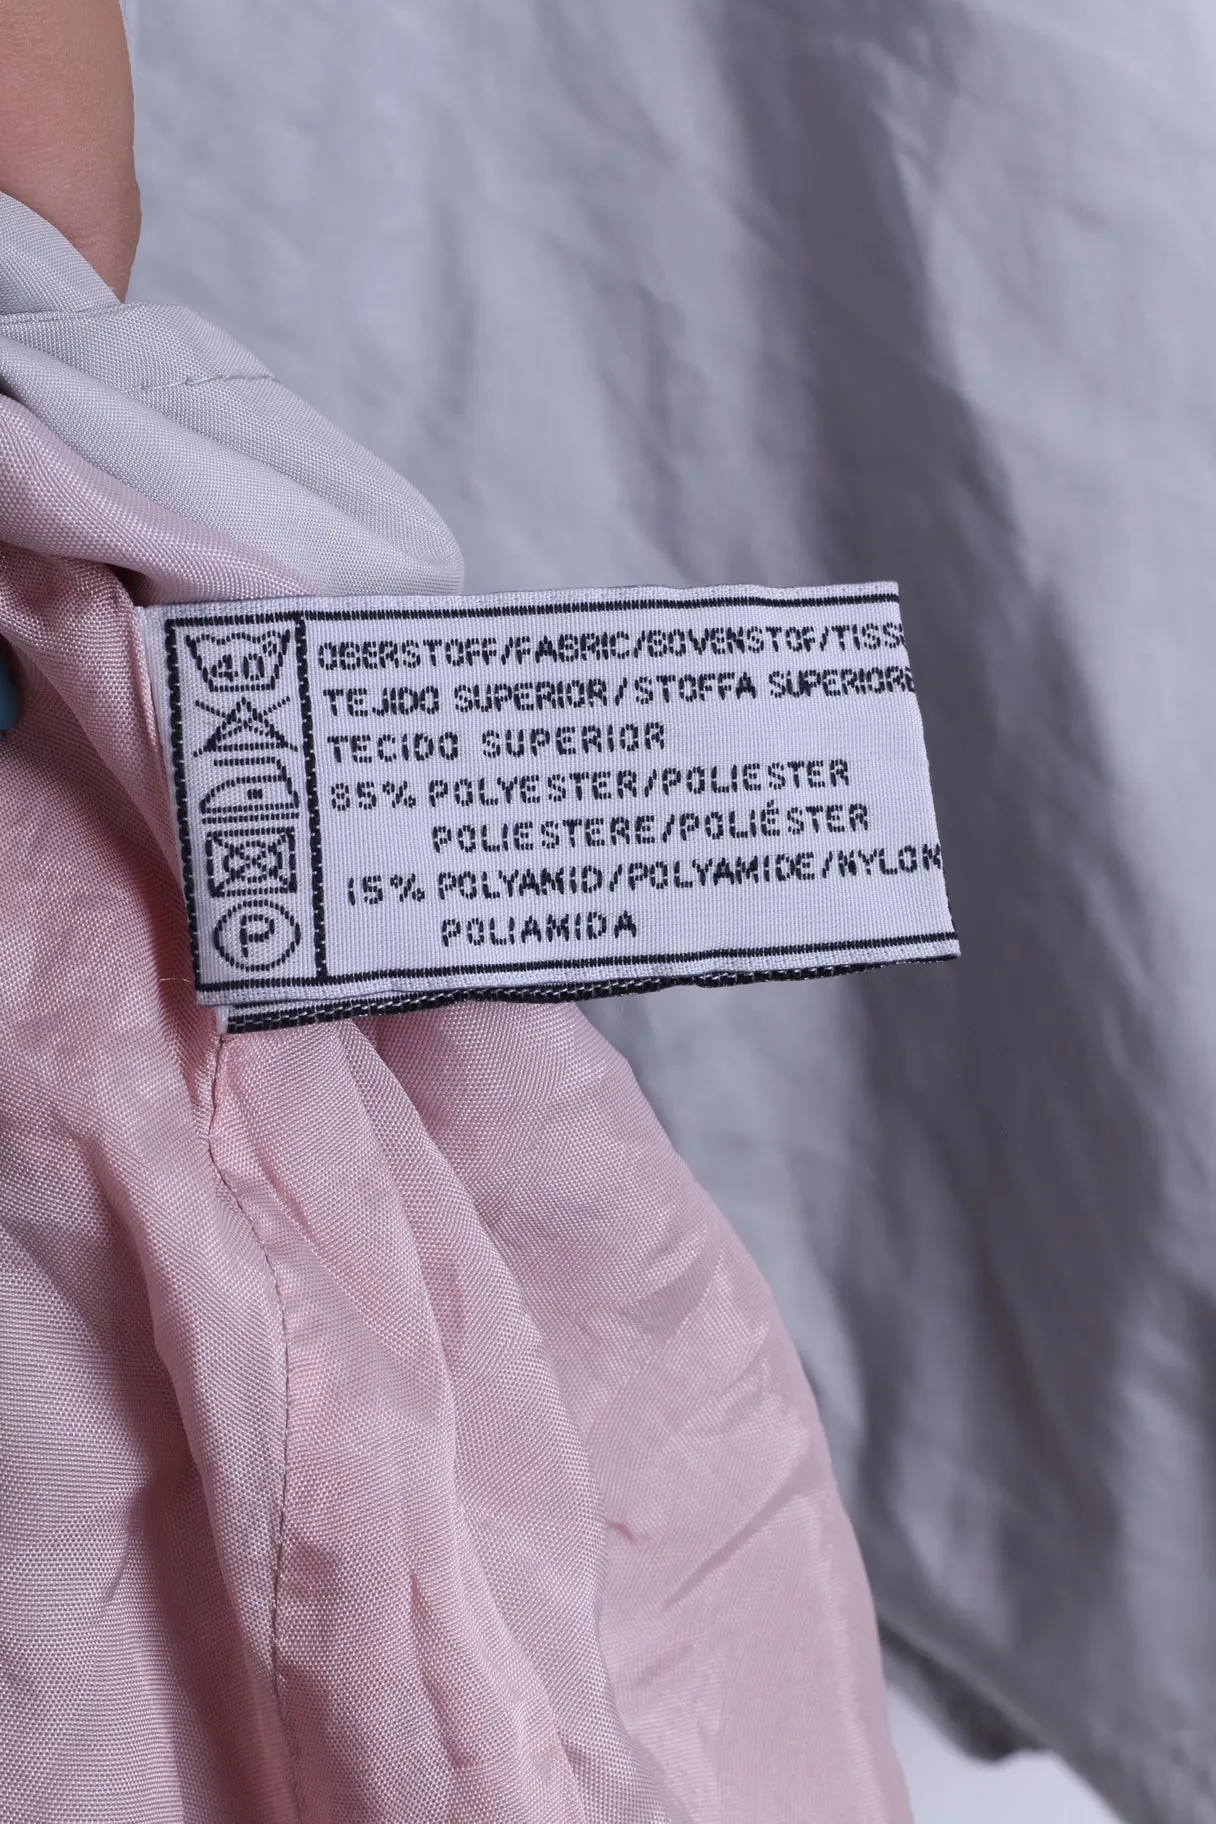 40°
OBERSTOFF/FABRIC/BOVENSTOF/TISS
TEJIDO SUPERIOR/STOFFA SUPERIORE
TECIDO SUPERIOR
85% POLYESTER/POLIESTER
POLIESTERE/POLIÉSTER
15% POLYAMID/POLYAMIDE/NYLON
POLIAMIDA
P